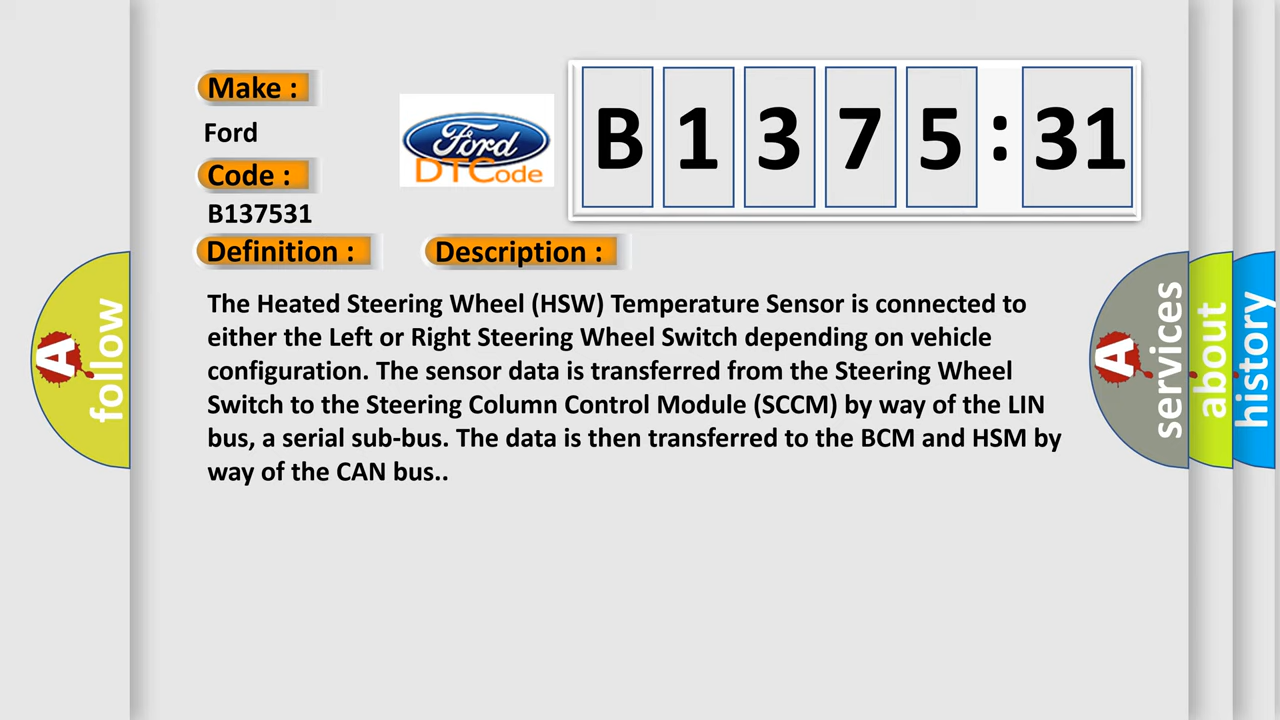 Make :
Ford
Code :
B137531
Definition :
Description :
Ford
DTCode
B1375:31
The Heated Steering Wheel (HSW) Temperature Sensor is connected to
either the Left or Right Steering Wheel Switch depending on vehicle
configuration. The sensor data is transferred from the Steering Wheel
Switch to the Steering Column Control Module (SCCM) by way of the LIN
bus, a serial sub-bus. The data is then transferred to the BCM and HSM by
way of the CAN bus..
A follow
A services
about
history